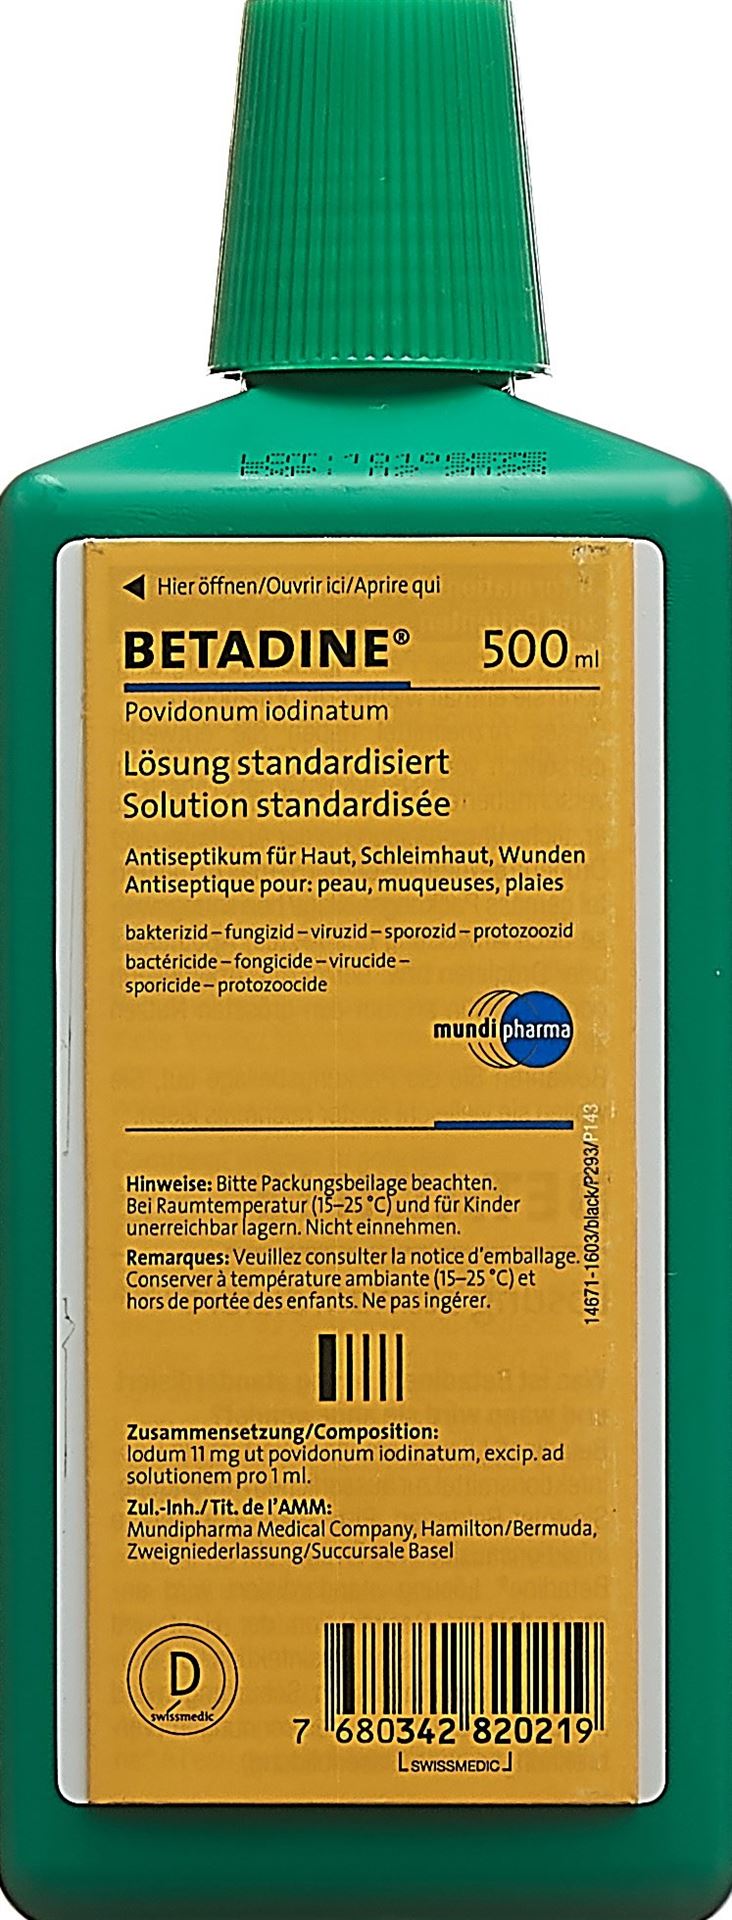 ◄ Hier öffnen/Ouvrir ici/Aprire qui
BETADINE® 500 ml
Povidonum iodinatum
Lösung standardisiert
Solution standardisée
Antiseptikum für Haut, Schleimhaut, Wunden
Antiseptique pour: peau, muqueuses, plaies
bakterizid – fungizid – viruzid – sporozid – protozoozid
bactéricide – fongicide – virucide –
sporicide – protozoocide
mundipharma
14671-1603/black/P293/P143
Hinweise: Bitte Packungsbeilage beachten.
Bei Raumtemperatur (15–25 °C) und für Kinder
unerreichbar lagern. Nicht einnehmen.
Remarques: Veuillez consulter la notice d'emballage.
Conserver à température ambiante (15–25 °C) et
hors de portée des enfants. Ne pas ingérer.
Zusammensetzung/Composition:
Iodum 11 mg ut povidonum iodinatum, excip. ad
solutionem pro 1 ml.
Zul.-Inh./Tit. de l'AMM:
Mundipharma Medical Company, Hamilton/Bermuda,
Zweigniederlassung/Succursale Basel
D
swissmedic
7 680342 820219
SWISSMEDIC